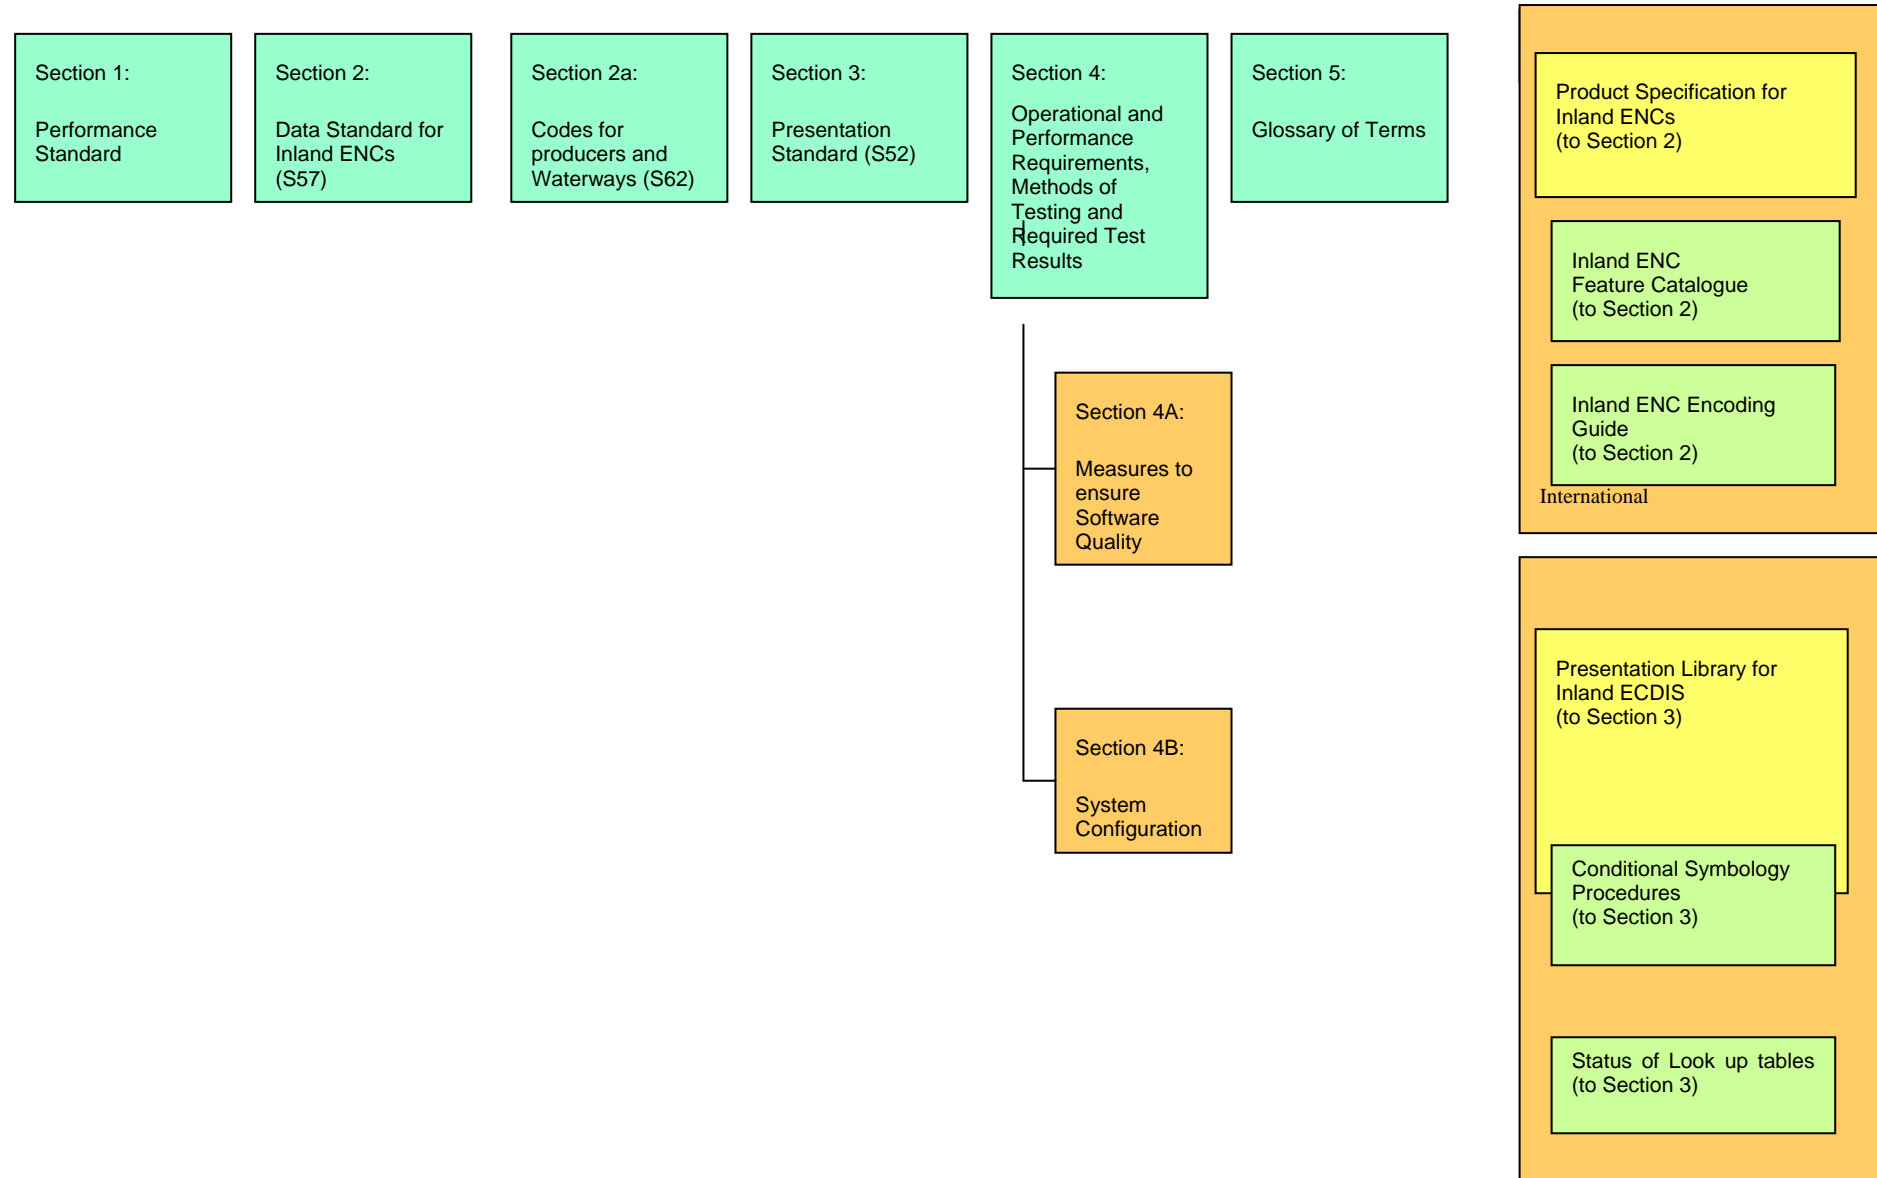 Section 1:
Performance
Standard
Section 2:
Data Standard for
Inland ENCs
(S57)
Section 2a:
Codes for
producers and
Waterways (S62)
Section 3:
Presentation
Standard (S52)
Section 4:
Operational and
Performance
Requirements,
Methods of
Testing and
Required Test
Results
Section 5:
Glossary of Terms
Section 4A:
Measures to
ensure
Software
Quality
Section 4B:
System
Configuration
Product Specification for
Inland ENCs
(to Section 2)
Inland ENC
Feature Catalogue
(to Section 2)
Inland ENC Encoding
Guide
(to Section 2)
International
Presentation Library for
Inland ECDIS
(to Section 3)
Conditional Symbology
Procedures
(to Section 3)
Status of Look up tables
(to Section 3)